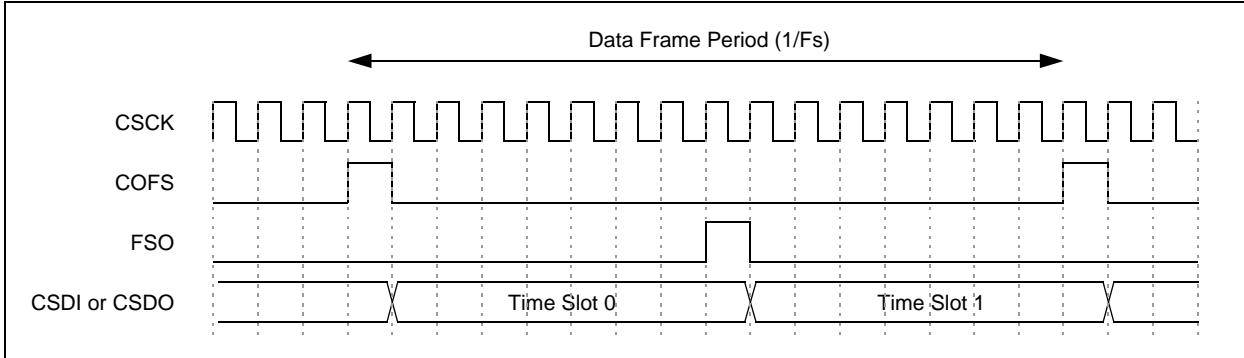 Data Frame Period (1/Fs)
CSCK
COFS
FSO
CSDI or CSDO
Time Slot 0
Time Slot 1